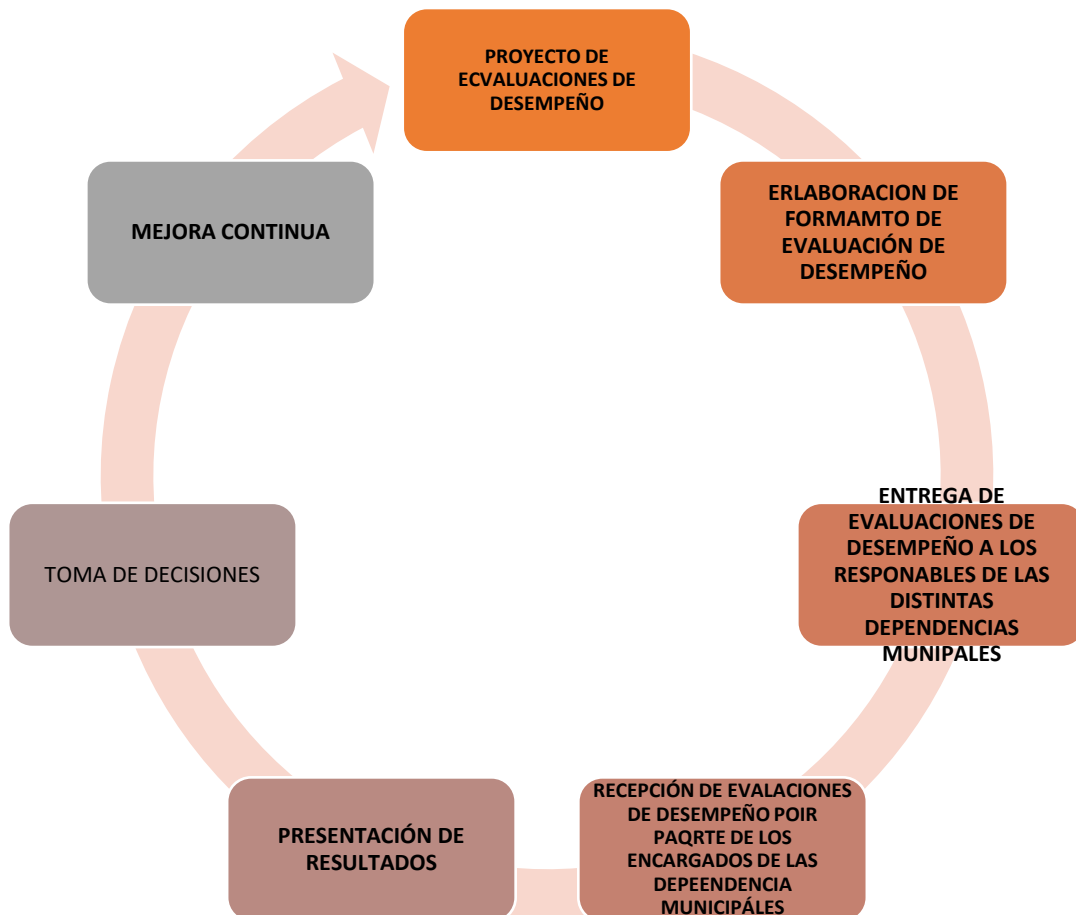 PROYECTO DE
ECVALUACIONES DE
DESEMPEÑO
ERLABORACION DE
FORMAMTO DE
EVALUACIÓN DE
DESEMPEÑO
ENTREGA DE
EVALUACIONES DE
DESEMPEÑO A LOS
RESPONABLES DE LAS
DISTINTAS
DEPENDENCIAS
MUNIPALES
RECEPCIÓN DE EVALACIONES
DE DESEMPEÑO POIR
PAQRTE DE LOS
ENCARGADOS DE LAS
DEPEENDENCIA
MUNICIPÁLES
PRESENTACIÓN DE
RESULTADOS
TOMA DE DECISIONES
MEJORA CONTINUA